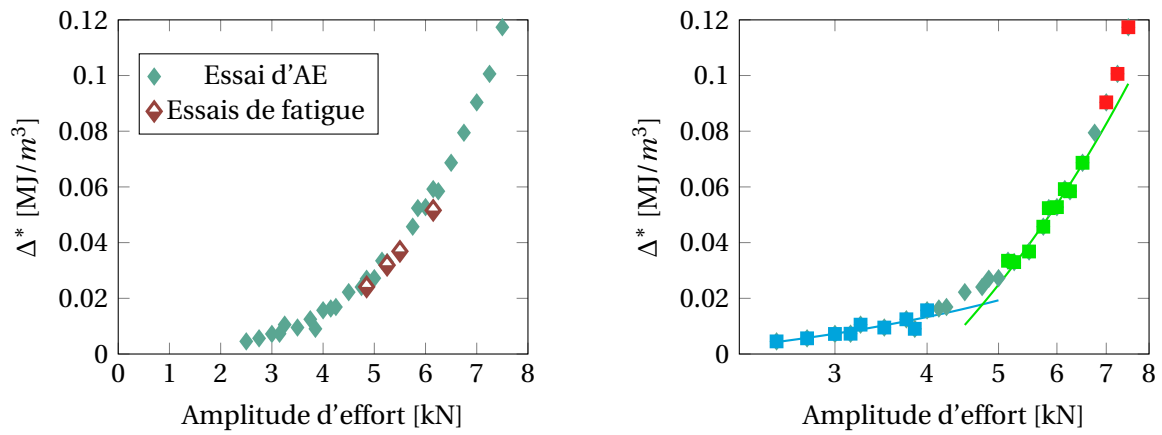 0.12
0.1
0.08
0.06
0.04
0.02
0
Δ* [MJ/m³]
Essai d'AE
Essais de fatigue
0 1 2 3 4 5 6 7 8
Amplitude d'effort [kN]
0.12
0.1
0.08
0.06
0.04
0.02
0
Δ* [MJ/m³]
3 4 5 6 7 8
Amplitude d'effort [kN]